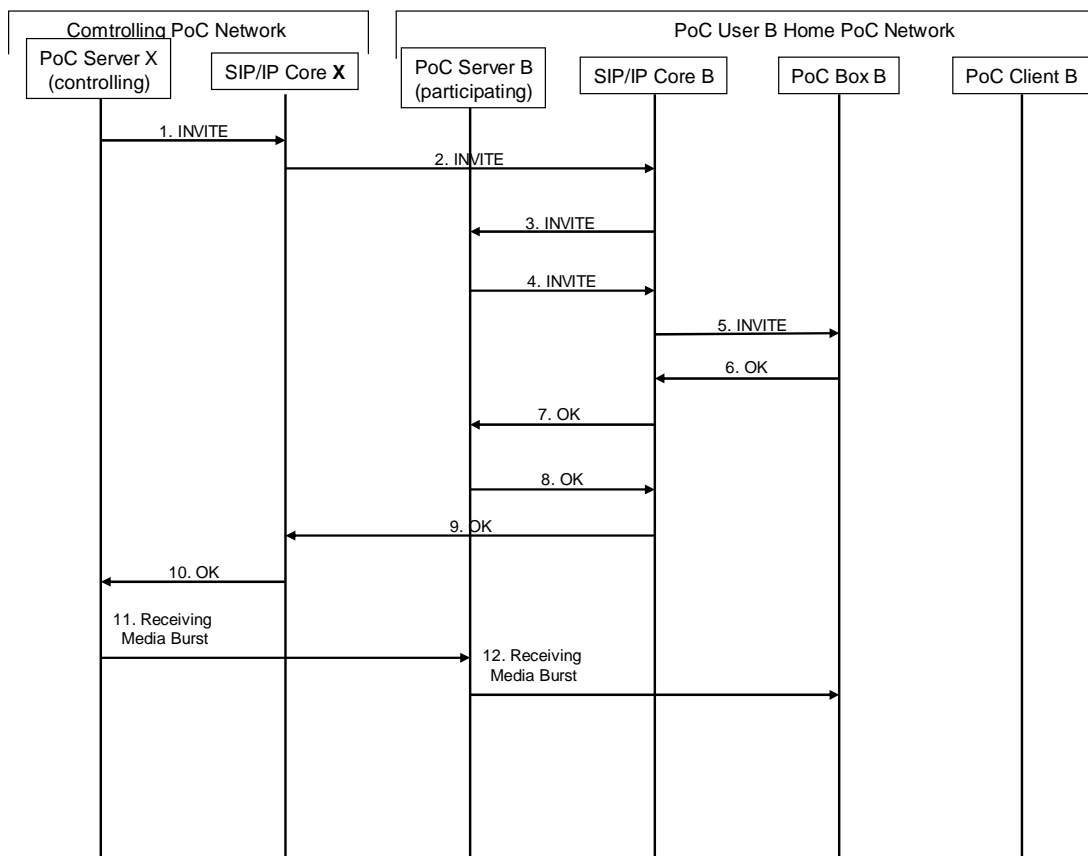 Comtrolling PoC Network
PoC User B Home PoC Network
PoC Server X
(controlling)
SIP/IP Core X
PoC Server B
(participating)
SIP/IP Core B
PoC Box B
PoC Client B
1. INVITE
2. INVITE
3. INVITE
4. INVITE
5. INVITE
6. OK
7. OK
8. OK
9. OK
10. OK
11. Receiving
Media Burst
12. Receiving
Media Burst